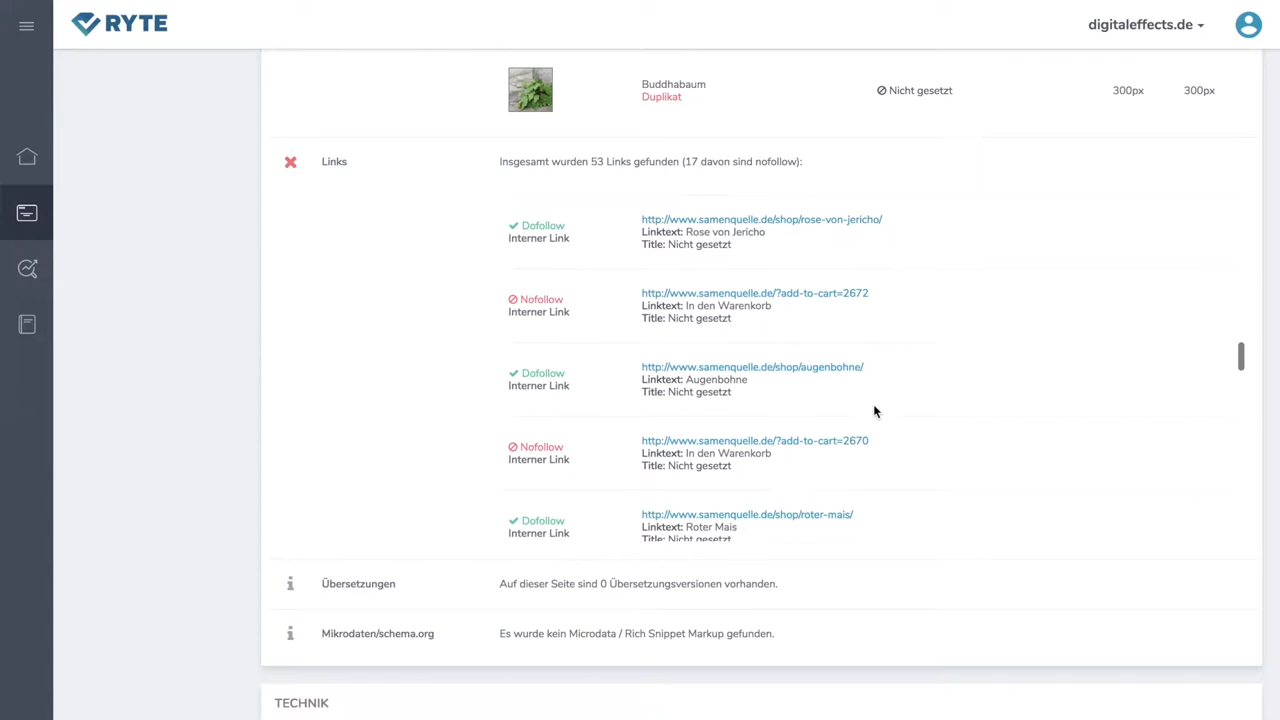 RYTE
digitaleffects.de
Buddhabaum
Duplikat
Nicht gesetzt
300px
300px
Links
Insgesamt wurden 53 Links gefunden (17 davon sind nofollow):
Dofollow
Interner Link
http://www.samenquelle.de/shop/rose-von-jericho/
Linktext: Rose von Jericho
Title: Nicht gesetzt
Nofollow
Interner Link
http://www.samenquelle.de/?add-to-cart=2672
Linktext: In den Warenkorb
Title: Nicht gesetzt
Dofollow
Interner Link
http://www.samenquelle.de/shop/augenbohne/
Linktext: Augenbohne
Title: Nicht gesetzt
Nofollow
Interner Link
http://www.samenquelle.de/?add-to-cart=2670
Linktext: In den Warenkorb
Title: Nicht gesetzt
Dofollow
Interner Link
http://www.samenquelle.de/shop/roter-mais/
Linktext: Roter Mais
Title: Nicht gesetzt
Übersetzungen
Auf dieser Seite sind 0 Übersetzungsversionen vorhanden.
Mikrodaten/schema.org
Es wurde kein Microdata / Rich Snippet Markup gefunden.
TECHNIK